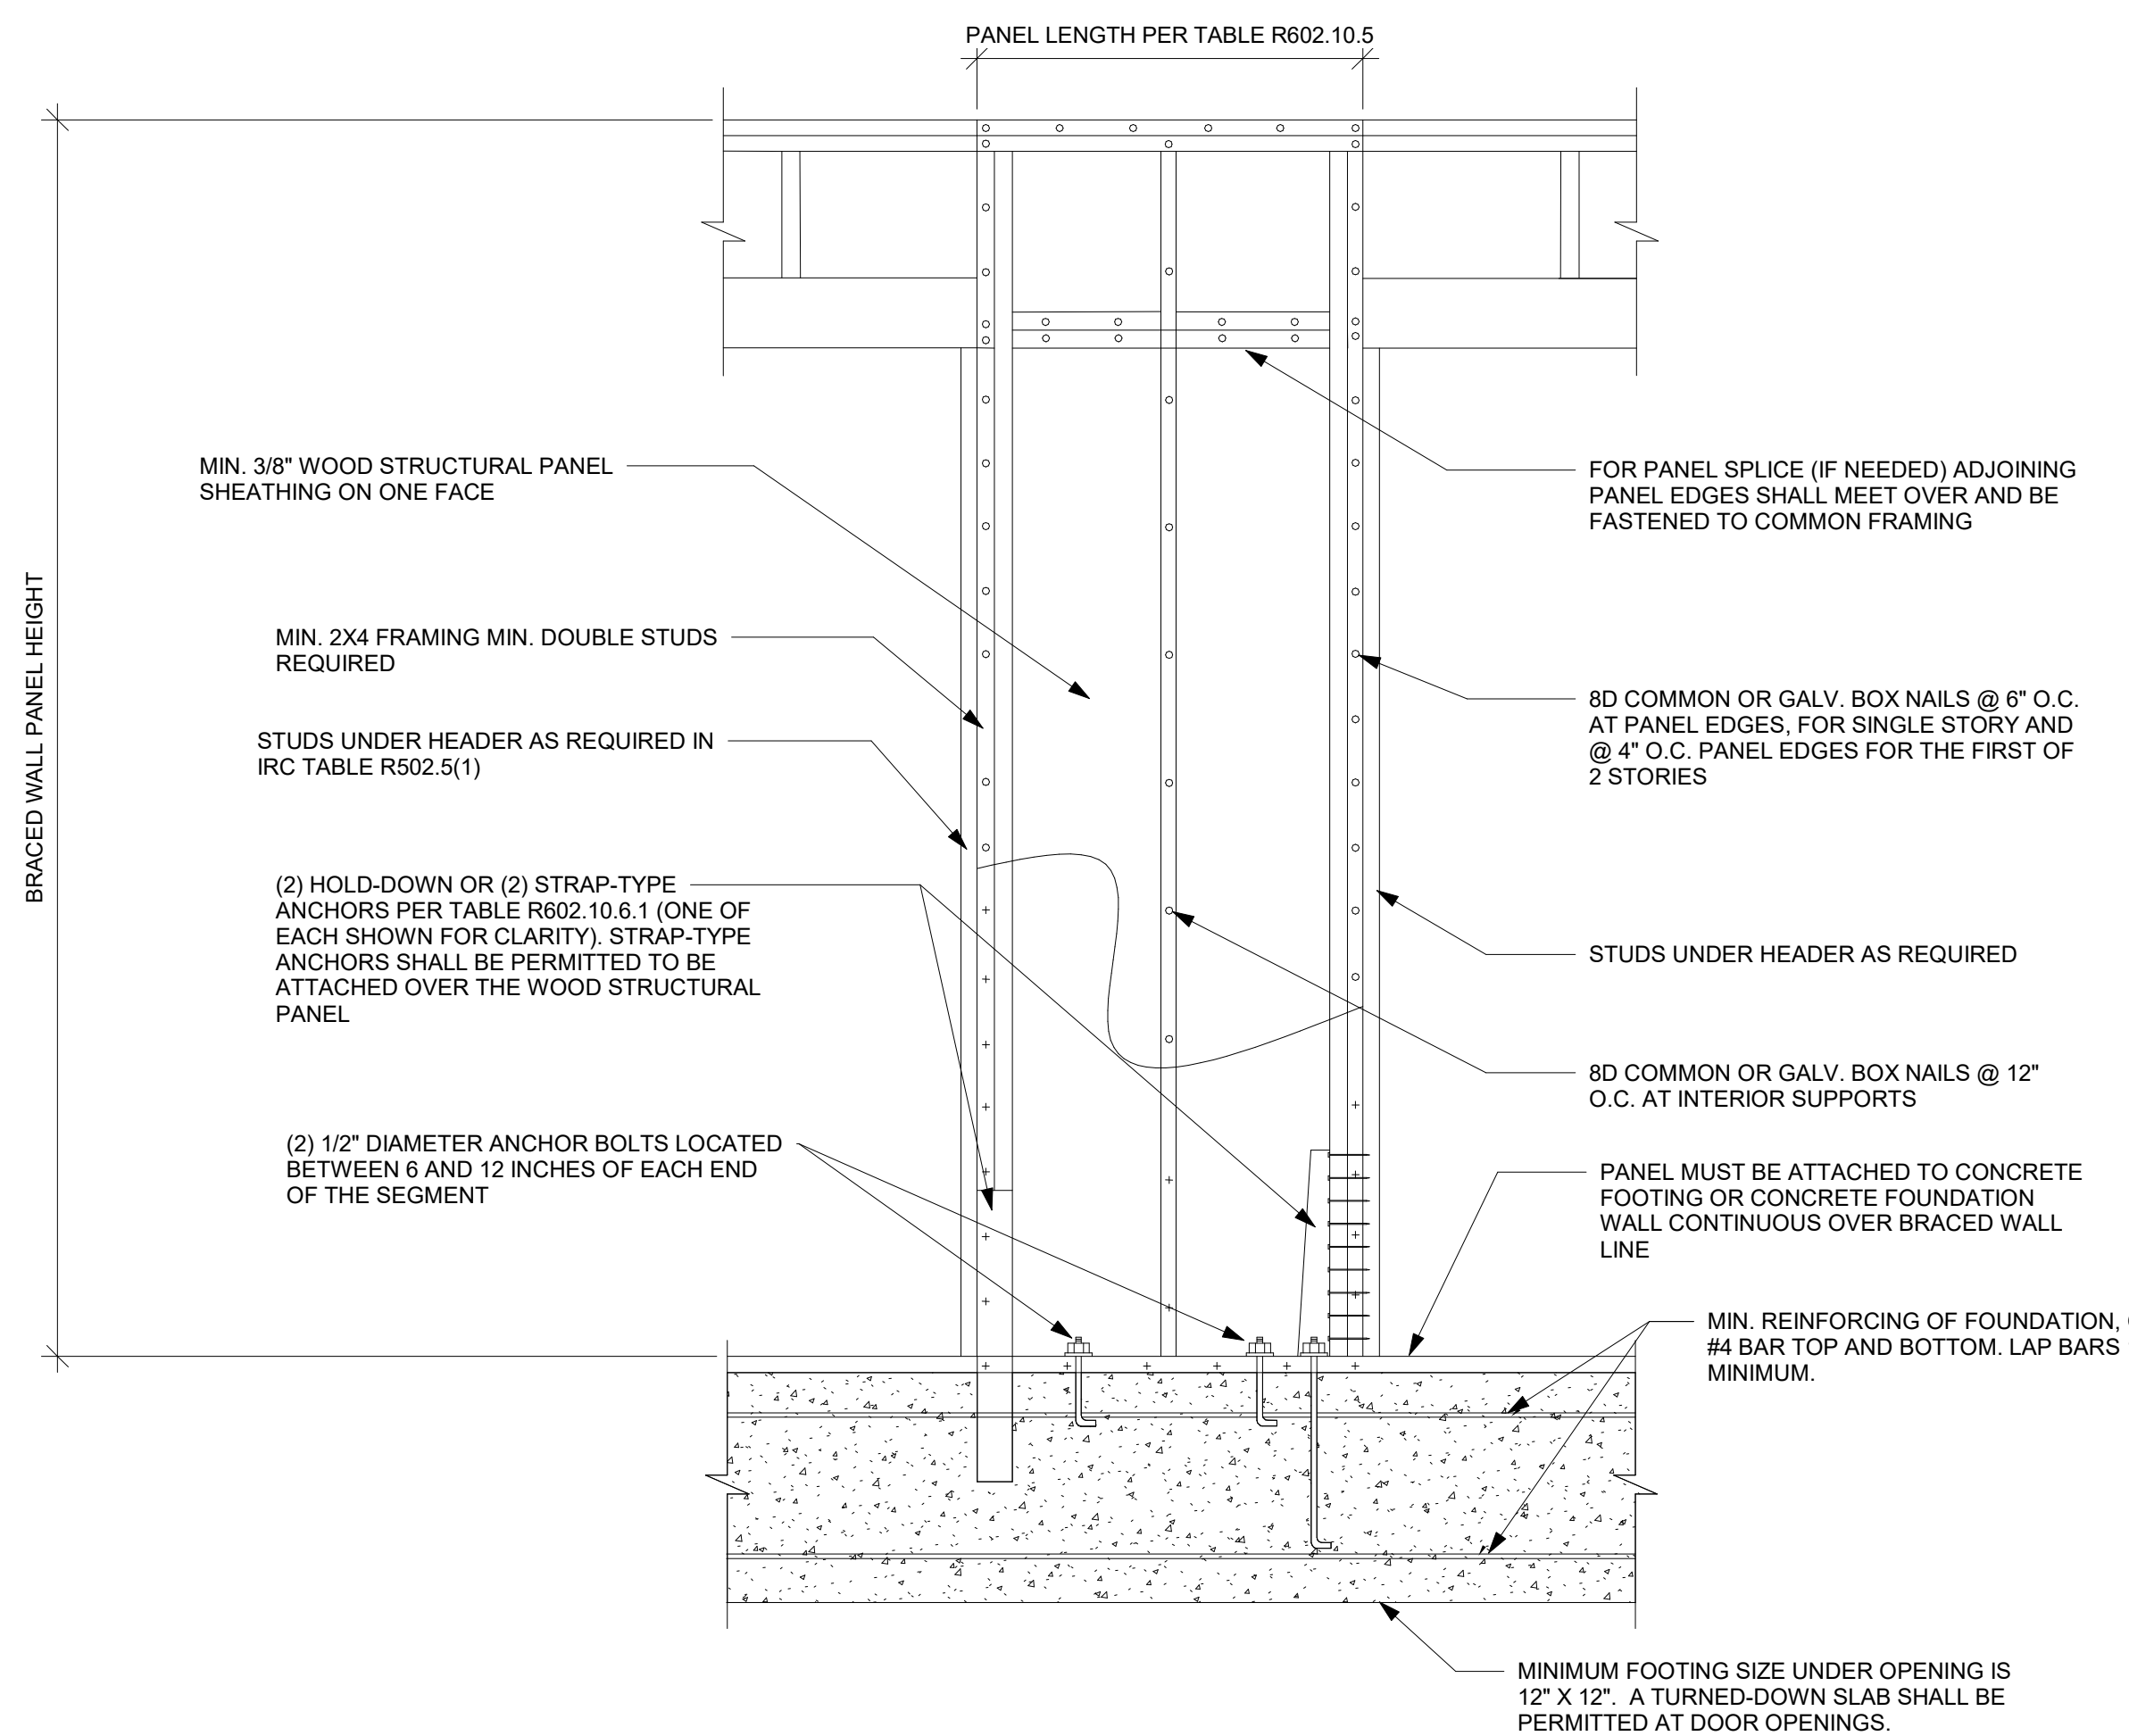 PANEL LENGTH PER TABLE R602.10.5
BRACED WALL PANEL HEIGHT
MIN. 3/8" WOOD STRUCTURAL PANEL
SHEATHING ON ONE FACE
MIN. 2X4 FRAMING MIN. DOUBLE STUDS
REQUIRED
STUDS UNDER HEADER AS REQUIRED IN
IRC TABLE R502.5(1)
(2) HOLD-DOWN OR (2) STRAP-TYPE
ANCHORS PER TABLE R602.10.6.1 (ONE OF
EACH SHOWN FOR CLARITY). STRAP-TYPE
ANCHORS SHALL BE PERMITTED TO BE
ATTACHED OVER THE WOOD STRUCTURAL
PANEL
(2) 1/2" DIAMETER ANCHOR BOLTS LOCATED
BETWEEN 6 AND 12 INCHES OF EACH END
OF THE SEGMENT
FOR PANEL SPLICE (IF NEEDED) ADJOINING
PANEL EDGES SHALL MEET OVER AND BE
FASTENED TO COMMON FRAMING
8D COMMON OR GALV. BOX NAILS @ 6" O.C.
AT PANEL EDGES, FOR SINGLE STORY AND
@ 4" O.C. PANEL EDGES FOR THE FIRST OF
2 STORIES
STUDS UNDER HEADER AS REQUIRED
8D COMMON OR GALV. BOX NAILS @ 12"
O.C. AT INTERIOR SUPPORTS
PANEL MUST BE ATTACHED TO CONCRETE
FOOTING OR CONCRETE FOUNDATION
WALL CONTINUOUS OVER BRACED WALL
LINE
MIN. REINFORCING OF FOUNDATION,
#4 BAR TOP AND BOTTOM. LAP BARS
MINIMUM.
MINIMUM FOOTING SIZE UNDER OPENING IS
12" X 12". A TURNED-DOWN SLAB SHALL BE
PERMITTED AT DOOR OPENINGS.